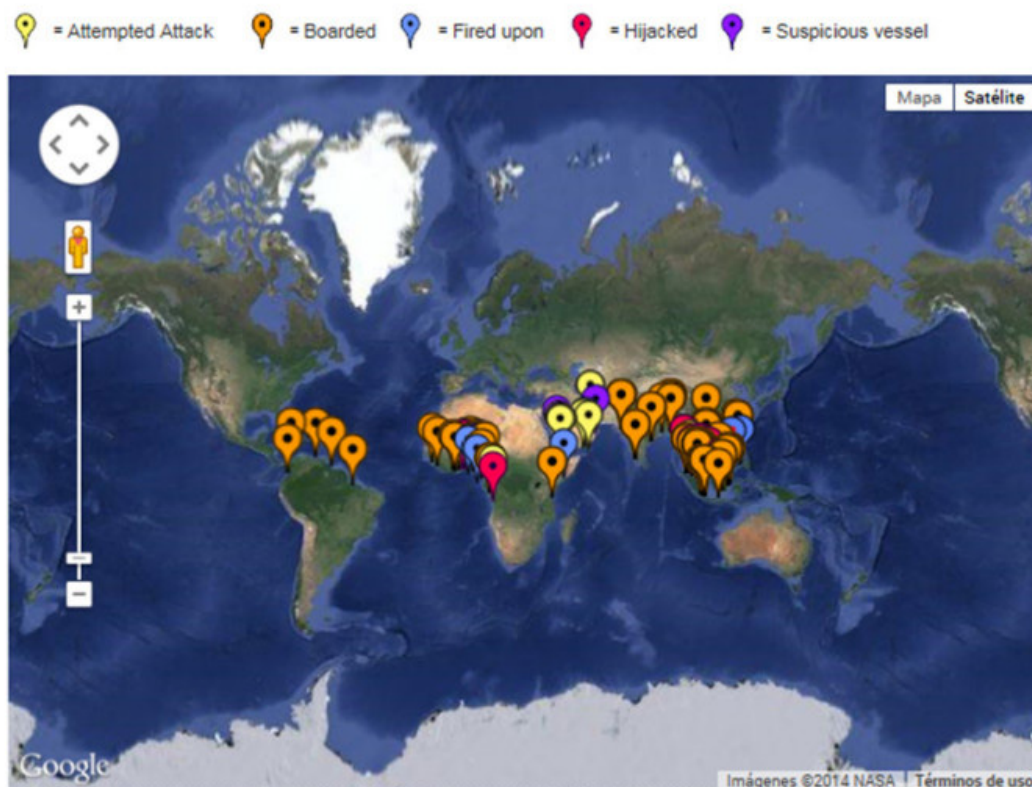 = Attempted Attack = Boarded = Fired upon = Hijacked = Suspicious vessel
Mapa Satélite
+
−
Google
Imágenes ©2014 NASA Términos de uso